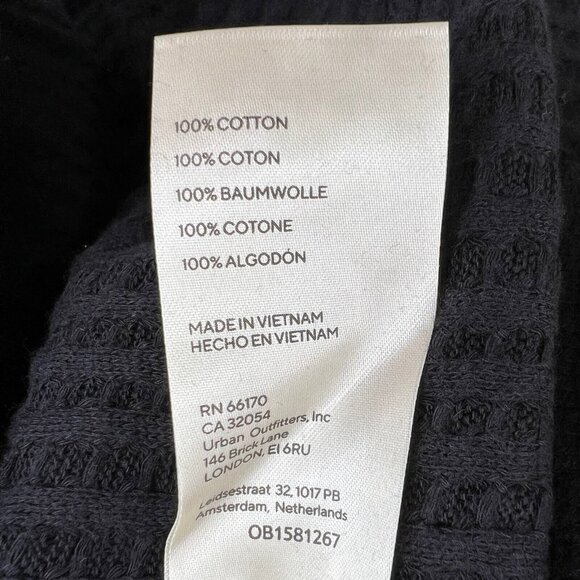 100% COTTON
100% COTON
100% BAUMWOLLE
100% COTONE
100% ALGODÓN
MADE IN VIETNAM
HECHO EN VIETNAM
RN 66170
CA 32054
Urban Outfitters, Inc
146 Brick Lane
LONDON, E1 6RU
Leidsestraat 32, 1017 PB
Amsterdam, Netherlands
OB1581267